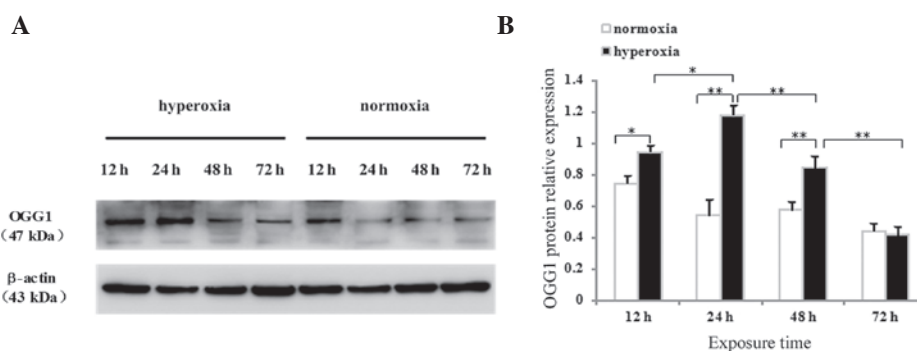 A
hyperoxia normoxia
12 h 24 h 48 h 72 h 12 h 24 h 48 h 72 h
OGG1
(47 kDa)
β-actin
(43 kDa)
B
normoxia
hyperoxia
OGG1 protein relative expression
1.4
1.2
1
0.8
0.6
0.4
0.2
0
* ** ** * ** **
12 h 24 h 48 h 72 h
Exposure time